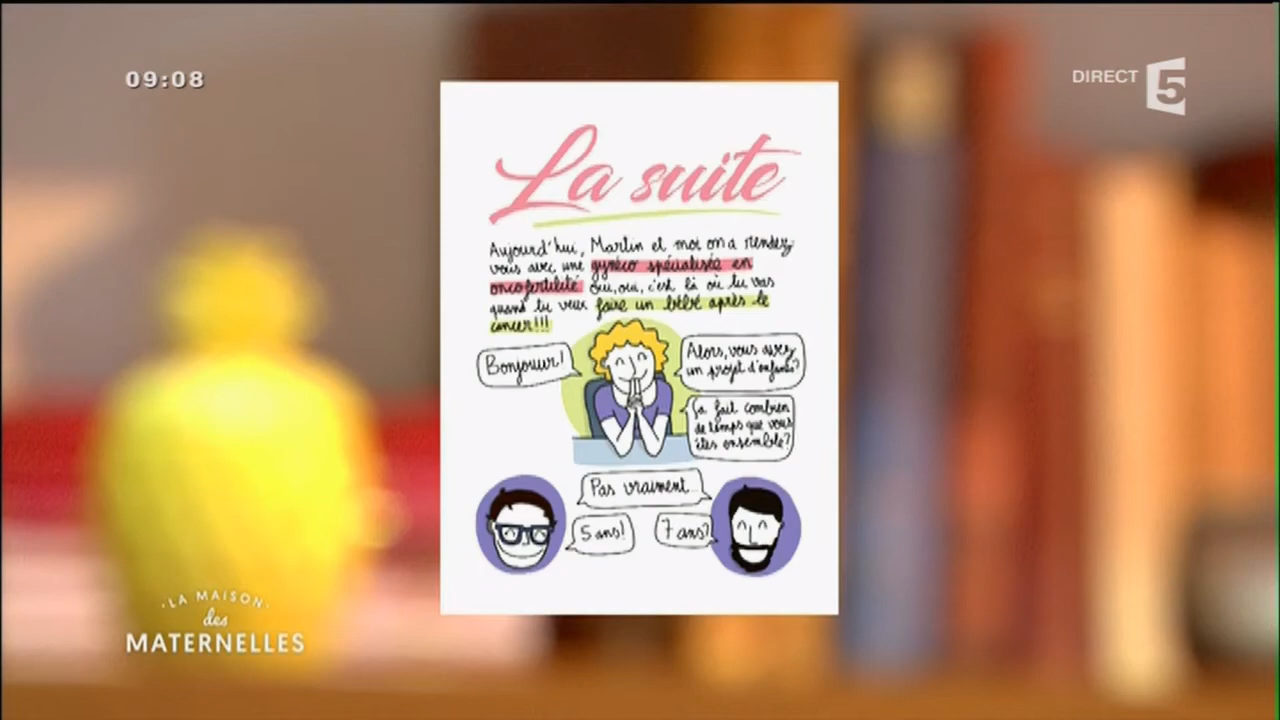 09:08
DIRECT 5
La suite
Aujourd'hui, Martin et moi on a rendez-
vous avec une gynéco spécialisée en
oncofertilité Oui, oui, c'est là où tu vas
quand tu veux faire un bébé après le
cancer!!!
Bonjouur!
Alors, vous avez
un projet d'enfants?
Ça fait combien
de temps que vous
êtes ensemble?
Pas vraiment...
5 ans!
7 ans?
·LA MAISON·
des
MATERNELLES